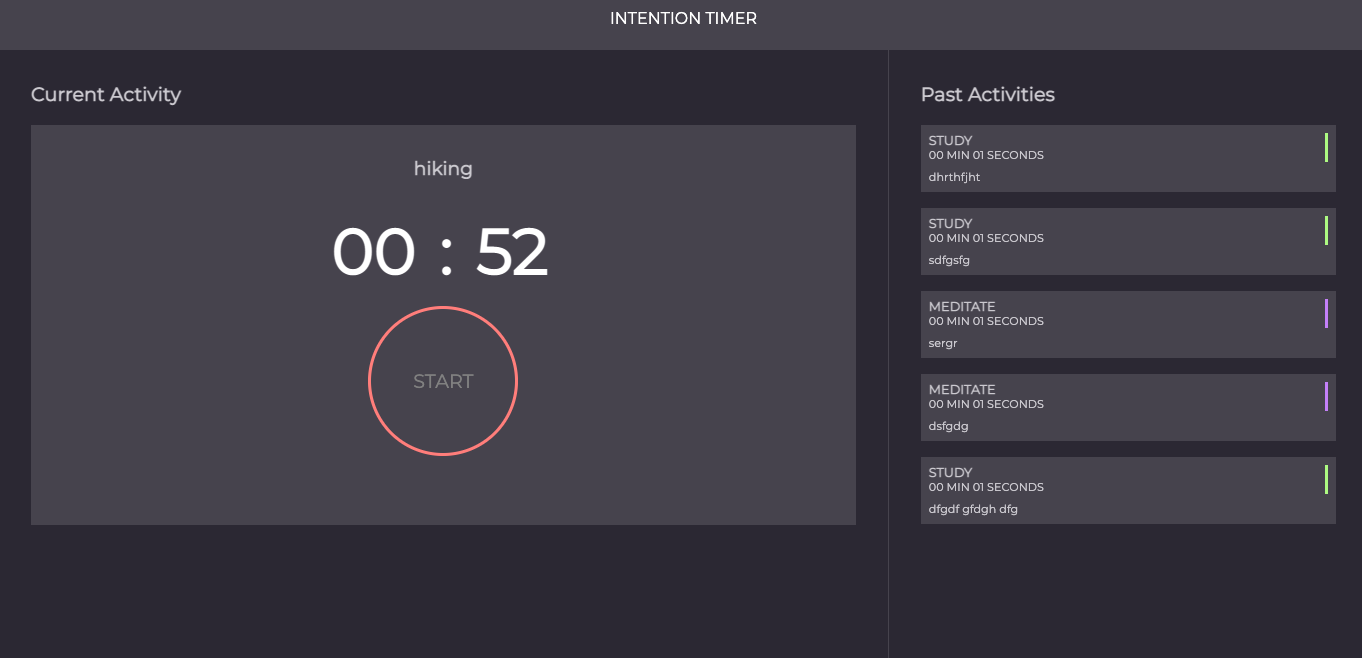 INTENTION TIMER
Current Activity
hiking
00 : 52
START
Past Activities
STUDY
00 MIN 01 SECONDS
dhrthfjht
STUDY
00 MIN 01 SECONDS
sdfgsfg
MEDITATE
00 MIN 01 SECONDS
sergr
MEDITATE
00 MIN 01 SECONDS
dsfgdg
STUDY
00 MIN 01 SECONDS
dfgdf gfdgh dfg